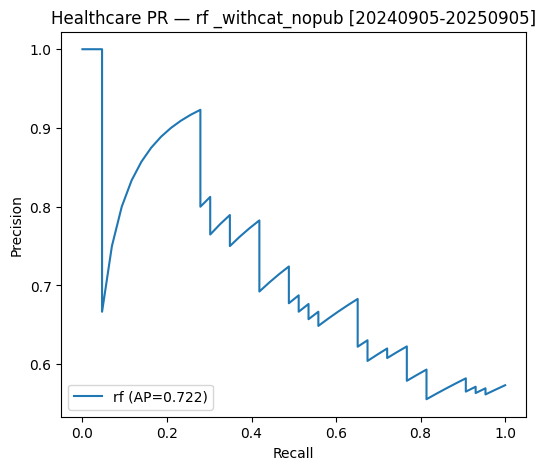 Healthcare PR — rf _withcat_nopub [20240905-20250905]
Precision
1.0
0.9
0.8
0.7
0.6
rf (AP=0.722)
0.0 0.2 0.4 0.6 0.8 1.0
Recall